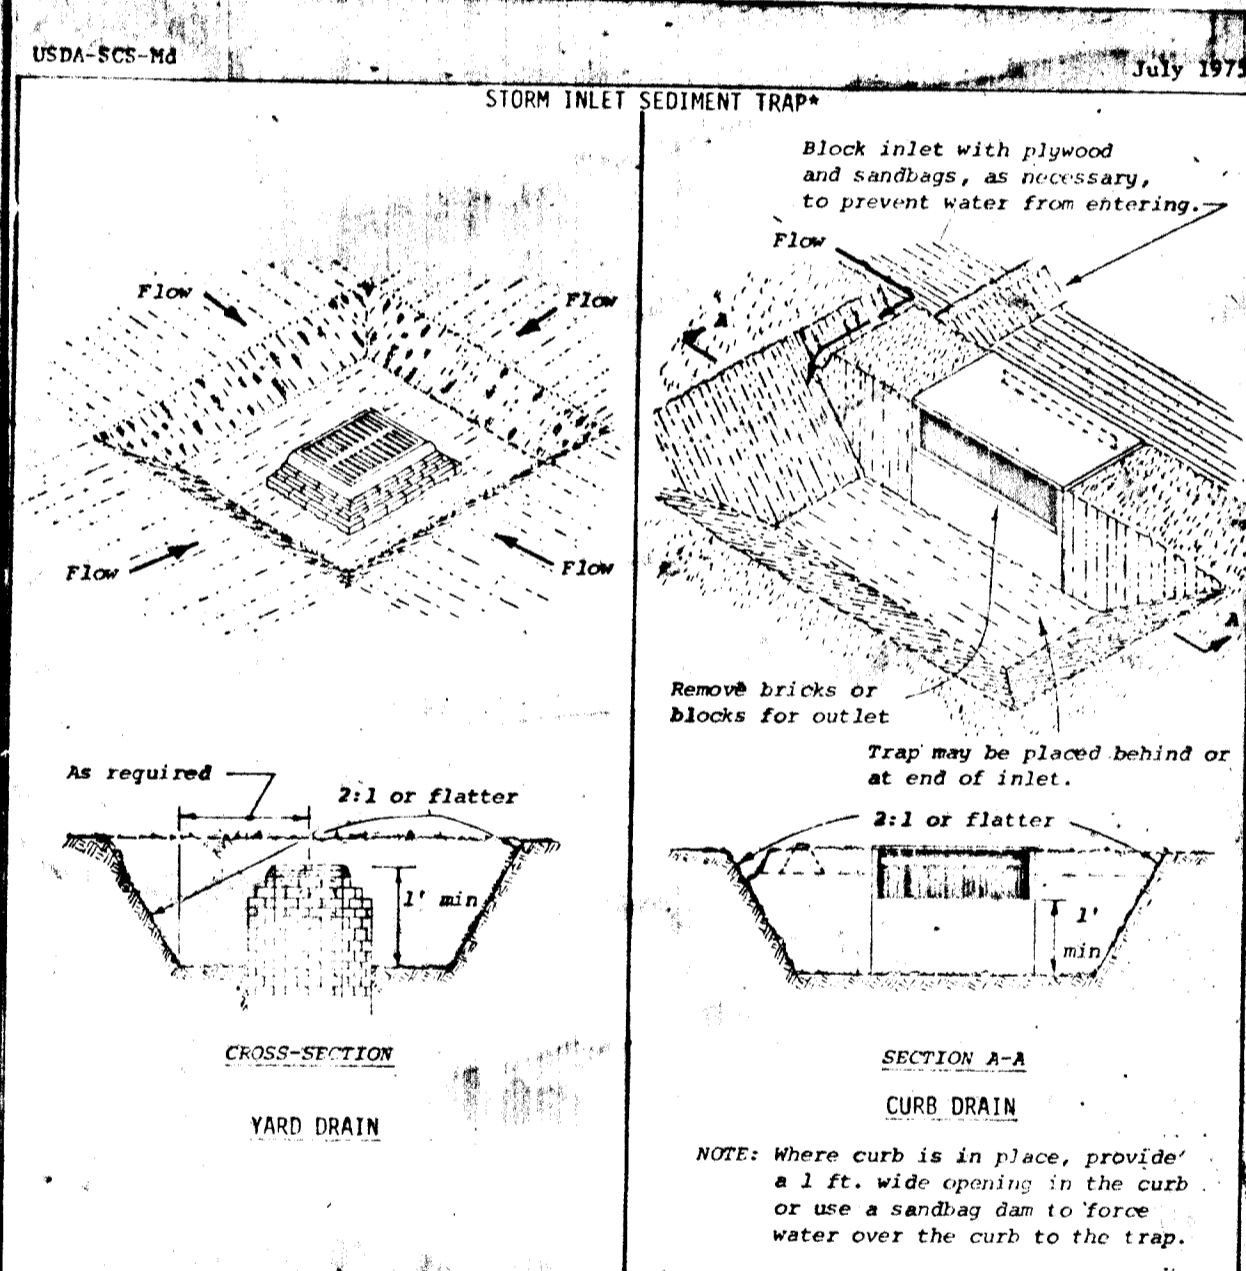 USDA-SCS-Md
July 1975
STORM INLET SEDIMENT TRAP*
Flow
Flow
Flow
Flow
As required
2:1 or flatter
1' min
CROSS-SECTION
YARD DRAIN
Block inlet with plywood
and sandbags, as necessary,
to prevent water from entering.
Flow
A
A
Remove bricks or
blocks for outlet
Trap may be placed behind or
at end of inlet.
2:1 or flatter
1'
min
SECTION A-A
CURB DRAIN
NOTE: Where curb is in place, provide
a 1 ft. wide opening in the curb
or use a sandbag dam to force
water over the curb to the trap.